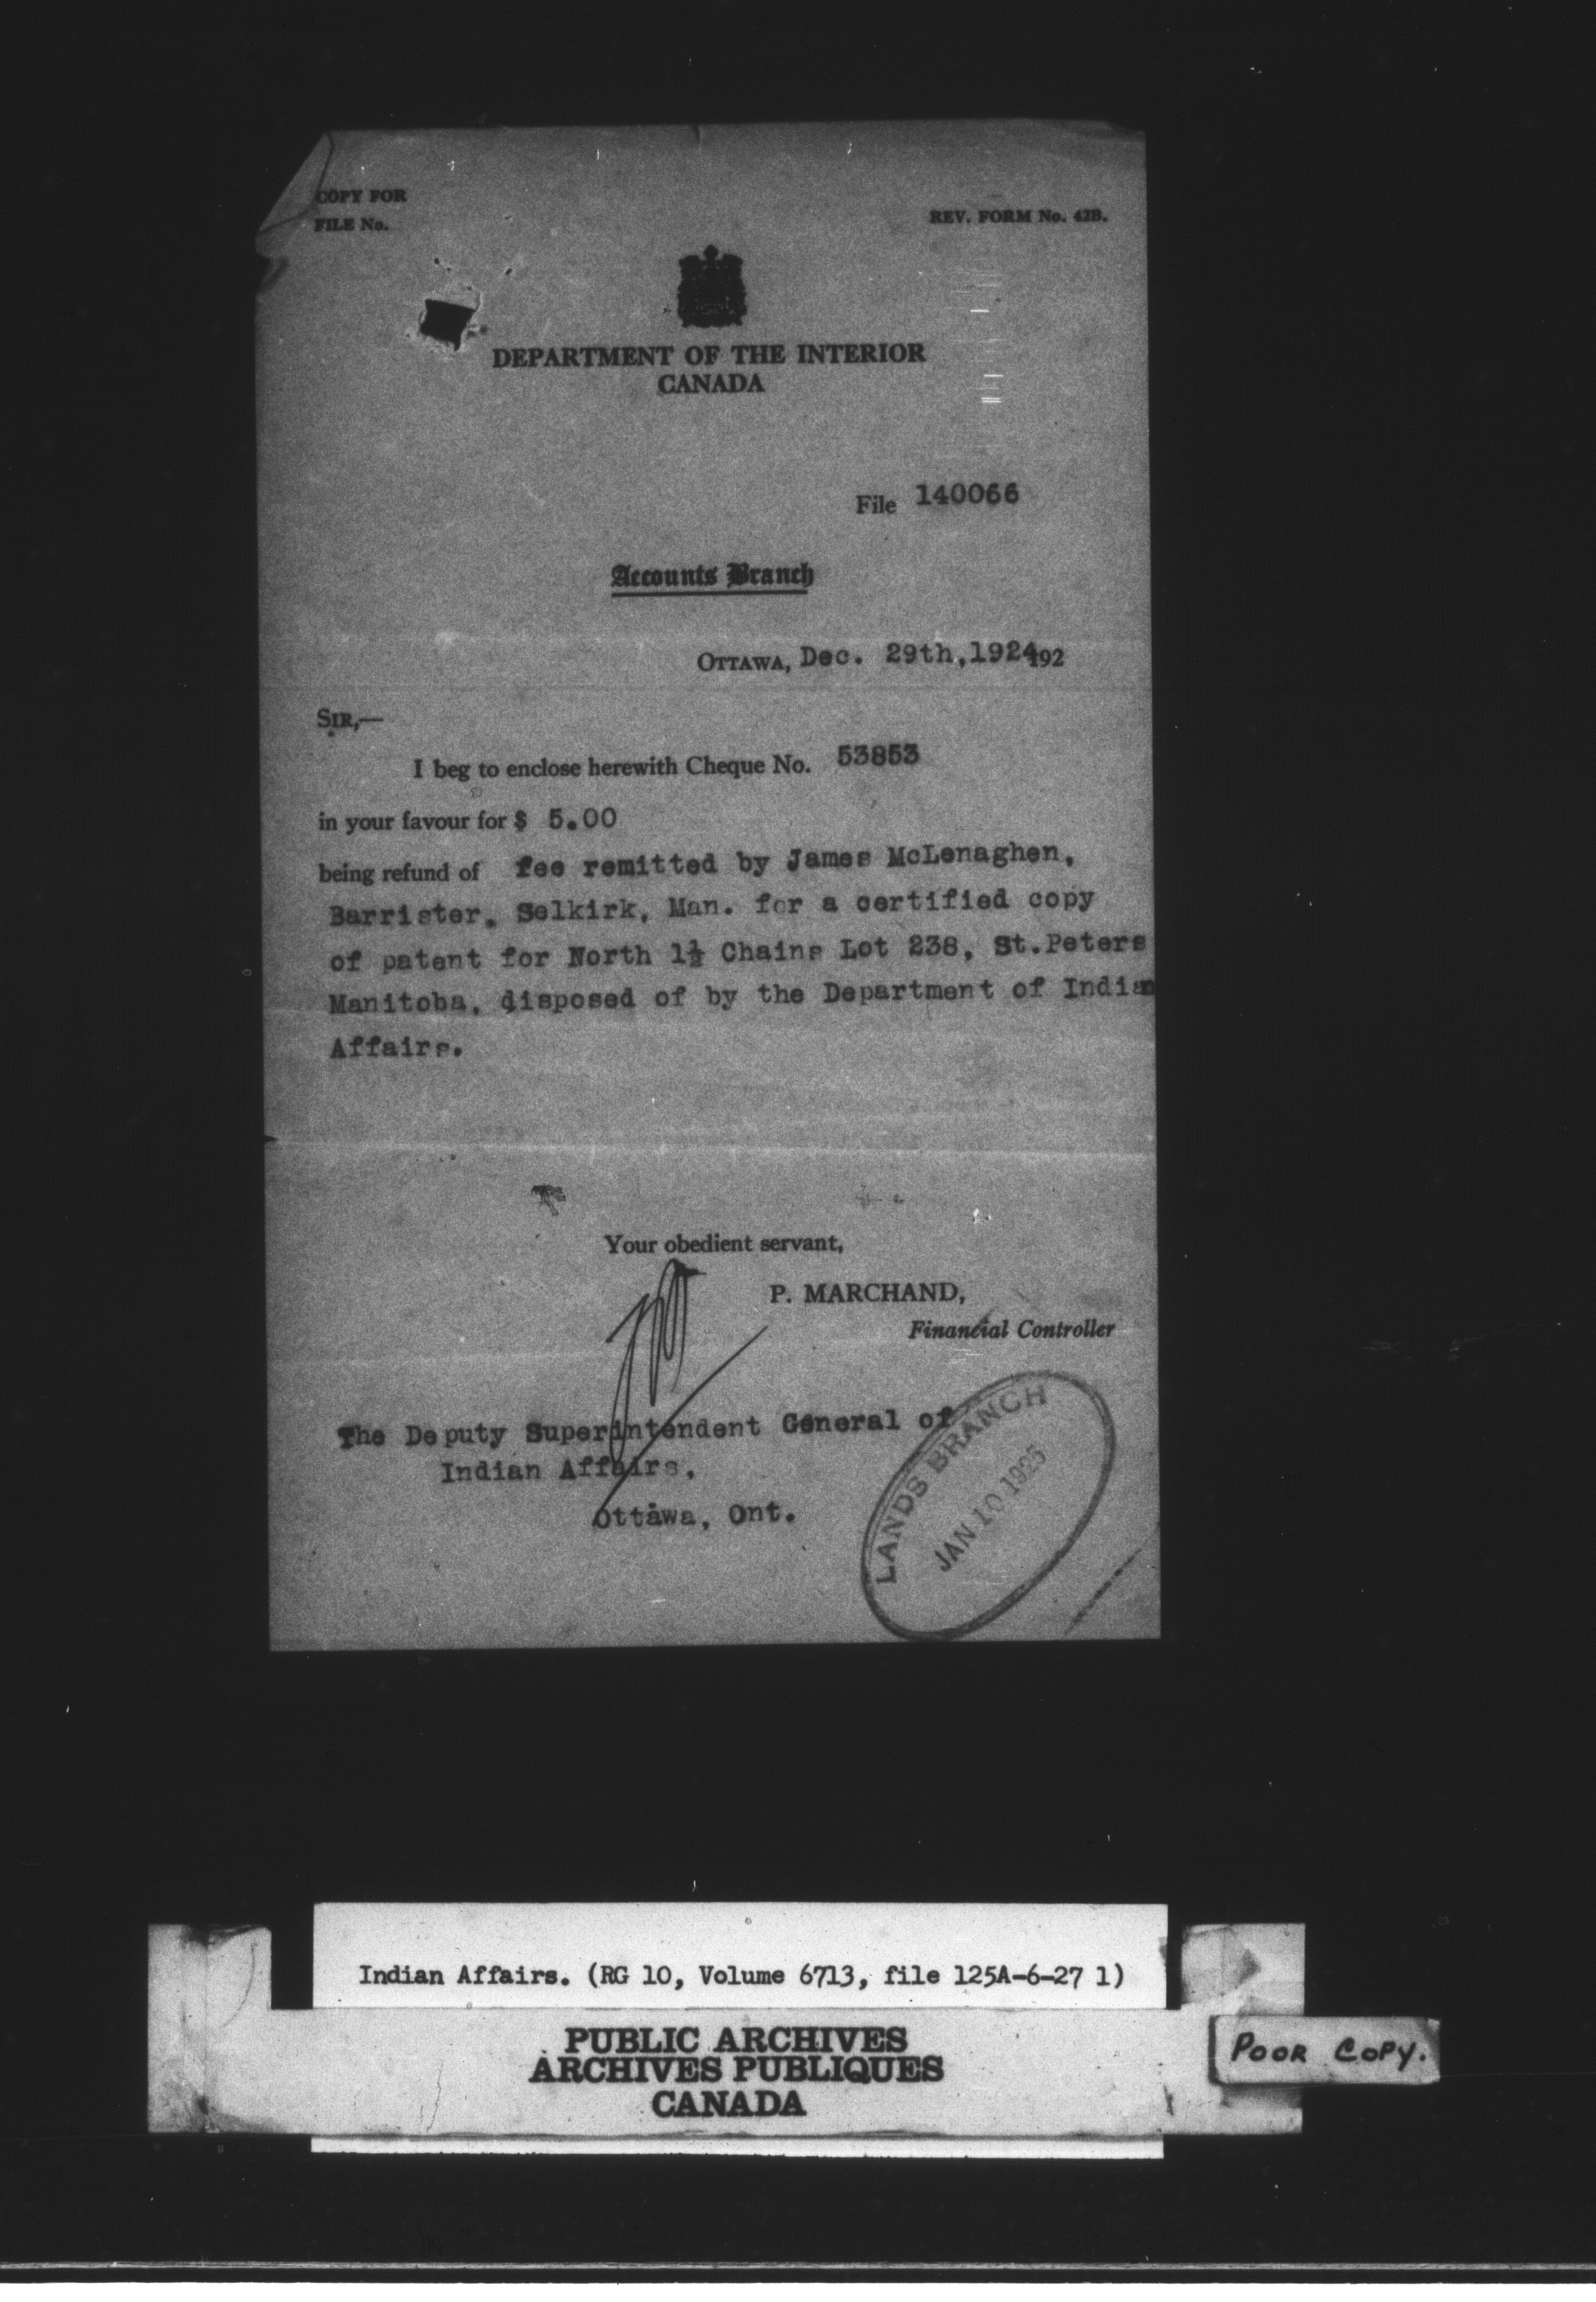 COPY FOR
FILE No.
REV. FORM No. 42B.
DEPARTMENT OF THE INTERIOR
CANADA
File 140066
Accounts Branch
OTTAWA, Dec. 29th,1924 192
SIR,—
I beg to enclose herewith Cheque No. 53853
in your favour for $ 5.00
being refund of fee remitted by James McLenaghen,
Barrister, Selkirk, Man. for a certified copy
of patent for North 1½ Chains Lot 238, St.Peters
Manitoba, disposed of by the Department of Indian
Affairs.
Your obedient servant,
P. MARCHAND,
Financial Controller
The Deputy Superintendent General of
Indian Affairs,
Ottawa, Ont.
LANDS BRANCH
JAN 10 1925
Indian Affairs. (RG 10, Volume 6713, file 125A-6-27 1)
PUBLIC ARCHIVES
ARCHIVES PUBLIQUES
CANADA
POOR COPY.